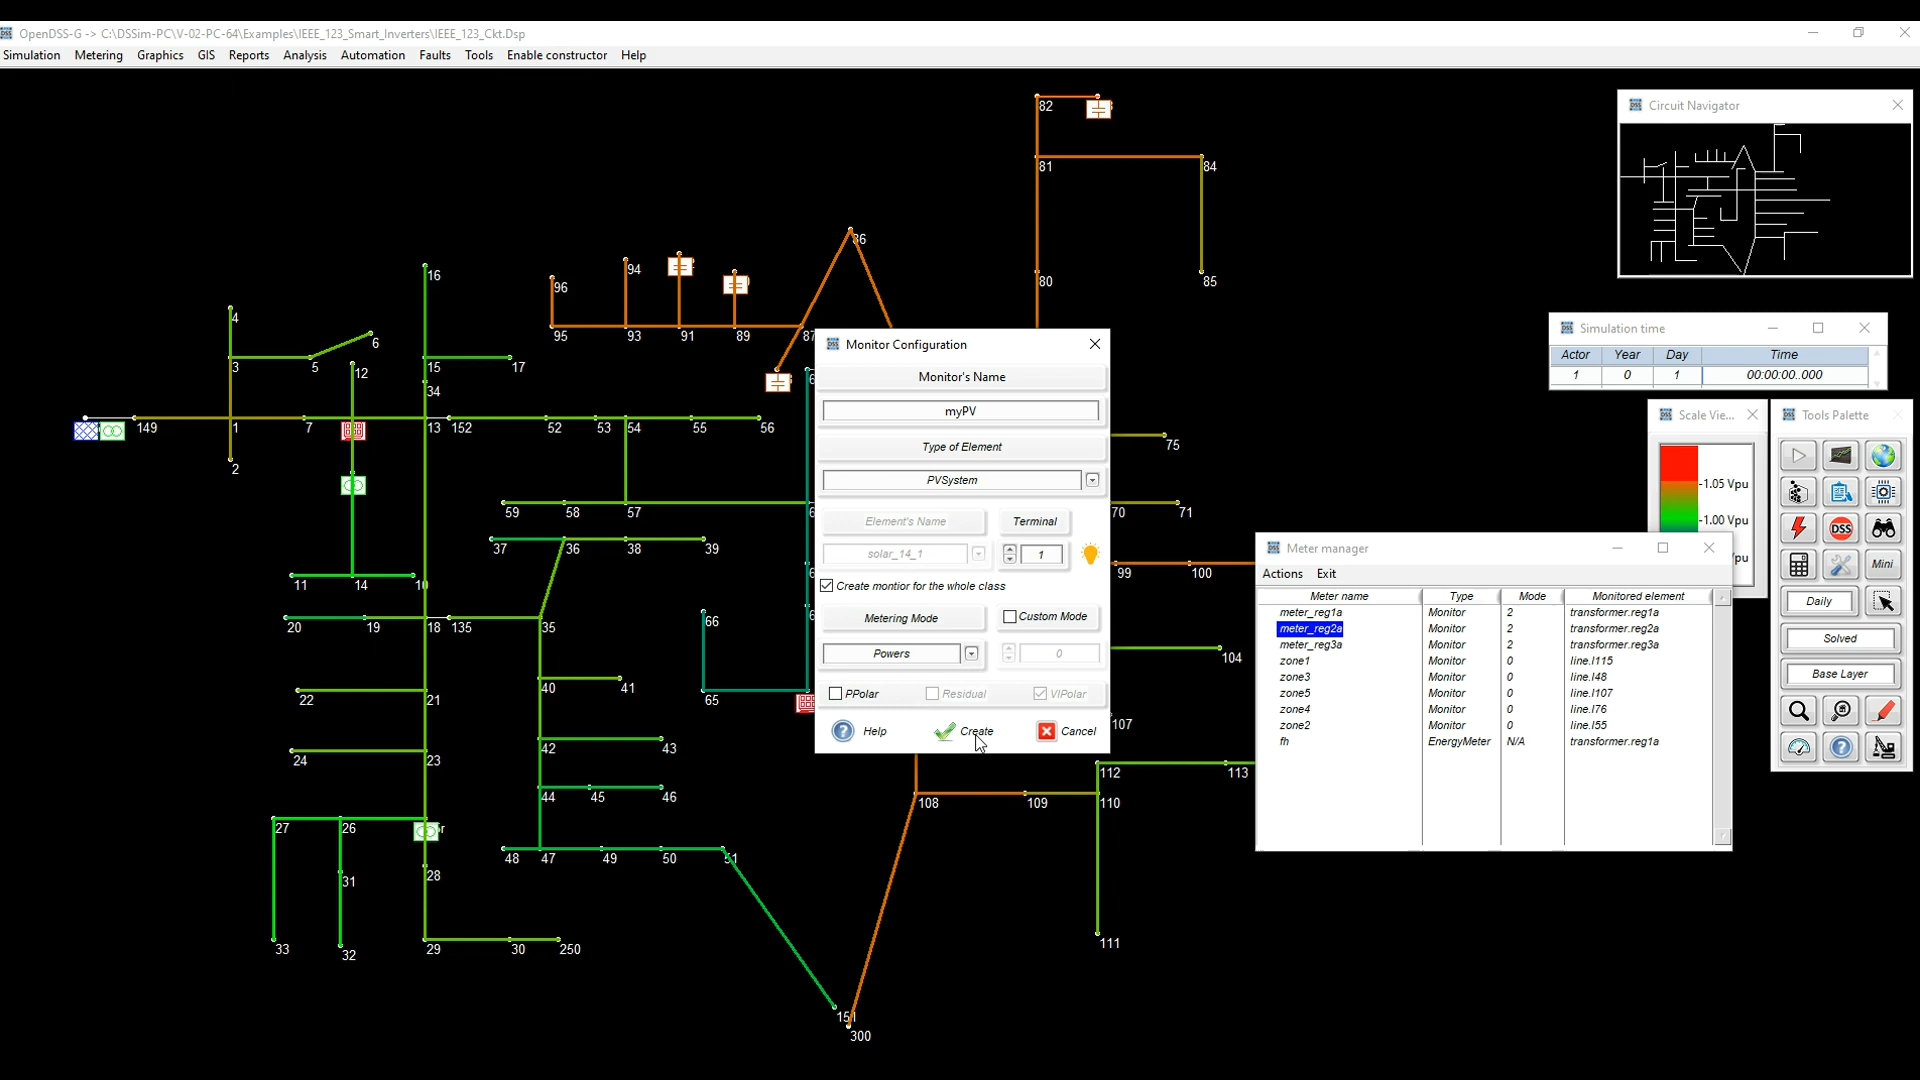 OpenDSS-G -> C:\DSSim-PC\V-02-PC-64\Examples\IEEE_123_Smart_Inverters\IEEE_123_Ckt.Dsp
Simulation Metering Graphics GIS Reports Analysis Automation Faults Tools Enable constructor Help
82
Circuit Navigator
81
84
80
85
16
96
94
86
4
3
5
6
12
15
17
95
93
91
89
87
34
149
1
7
13
152
52
53
54
55
56
2
59
58
57
37
36
38
39
11
14
10
20
19
18
135
35
66
65
22
21
40
41
24
23
42
43
44
45
46
27
26
48
47
49
50
51
28
31
33
32
29
30
250
151
300
108
109
110
112
113
111
107
104
99
100
70
71
75
Monitor Configuration
Monitor's Name
myPV
Type of Element
PVSystem
Element's Name Terminal
solar_14_1 1
Create montior for the whole class
Metering Mode Custom Mode
Powers 0
PPolar Residual VIPolar
Help Create Cancel
Simulation time
Actor Year Day Time
1 0 1 00:00:00..000
Scale Vie...
-1.05 Vpu
-1.00 Vpu
Tools Palette
DSS
Mini
Daily
Solved
Base Layer
Meter manager
Actions Exit
Meter name Type Mode Monitored element
meter_reg1a Monitor 2 transformer.reg1a
meter_reg2a Monitor 2 transformer.reg2a
meter_reg3a Monitor 2 transformer.reg3a
zone1 Monitor 0 line.l115
zone3 Monitor 0 line.l48
zone5 Monitor 0 line.l107
zone4 Monitor 0 line.l76
zone2 Monitor 0 line.l55
fh EnergyMeter N/A transformer.reg1a